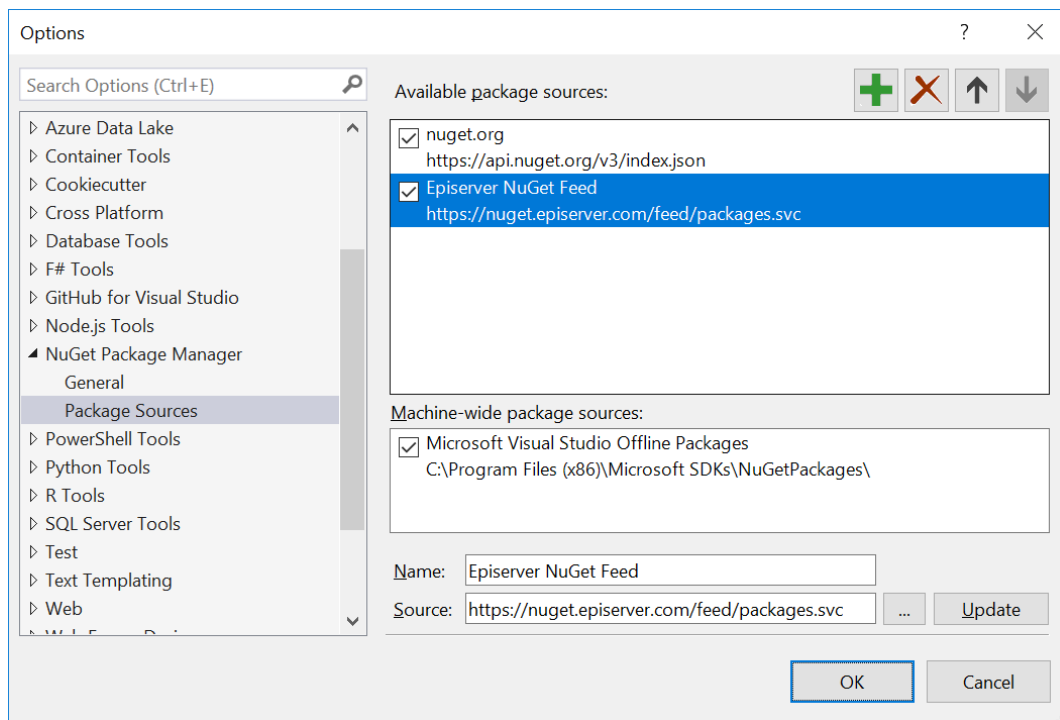 Options
?
Search Options (Ctrl+E)
Azure Data Lake
Container Tools
Cookiecutter
Cross Platform
Database Tools
F# Tools
GitHub for Visual Studio
Node.js Tools
NuGet Package Manager
General
Package Sources
PowerShell Tools
Python Tools
R Tools
SQL Server Tools
Test
Text Templating
Web
Available package sources:
nuget.org
https://api.nuget.org/v3/index.json
Episerver NuGet Feed
https://nuget.episerver.com/feed/packages.svc
Machine-wide package sources:
Microsoft Visual Studio Offline Packages
C:\Program Files (x86)\Microsoft SDKs\NuGetPackages\
Name: Episerver NuGet Feed
Source: https://nuget.episerver.com/feed/packages.svc ... Update
OK Cancel